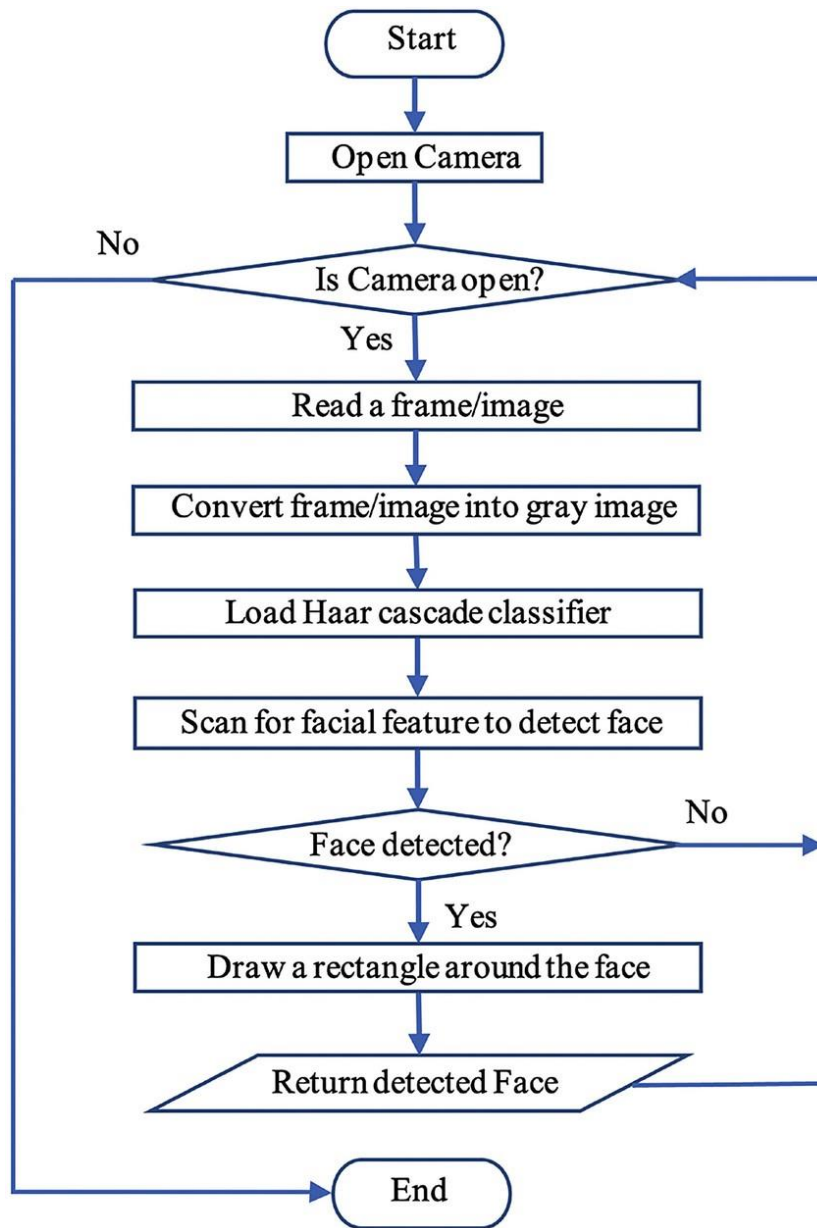 Start
Open Camera
No
Is Camera open?
Yes
Read a frame/image
Convert frame/image into gray image
Load Haar cascade classifier
Scan for facial feature to detect face
No
Face detected?
Yes
Draw a rectangle around the face
Return detected Face
End